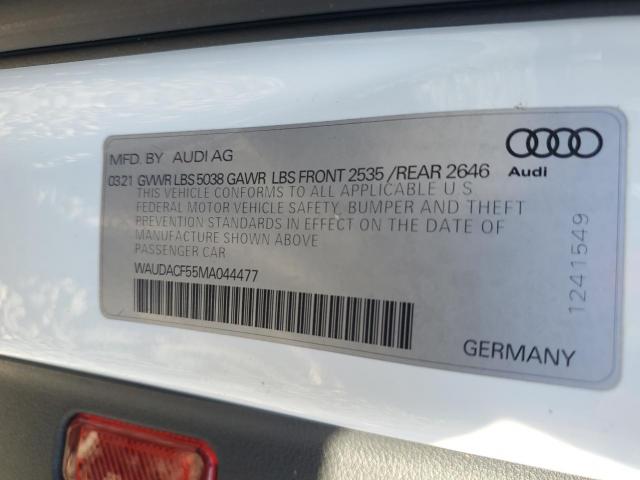 MFD. BY AUDI AG
03.21 GVWR LBS 5038 GAWR LBS FRONT 2535 /REAR 2646
THIS VEHICLE CONFORMS TO ALL APPLICABLE U.S.
FEDERAL MOTOR VEHICLE SAFETY, BUMPER AND THEFT
PREVENTION STANDARDS IN EFFECT ON THE DATE OF
MANUFACTURE SHOWN ABOVE
PASSENGER CAR
WAUDACF55MA044477
Audi
1241549
GERMANY